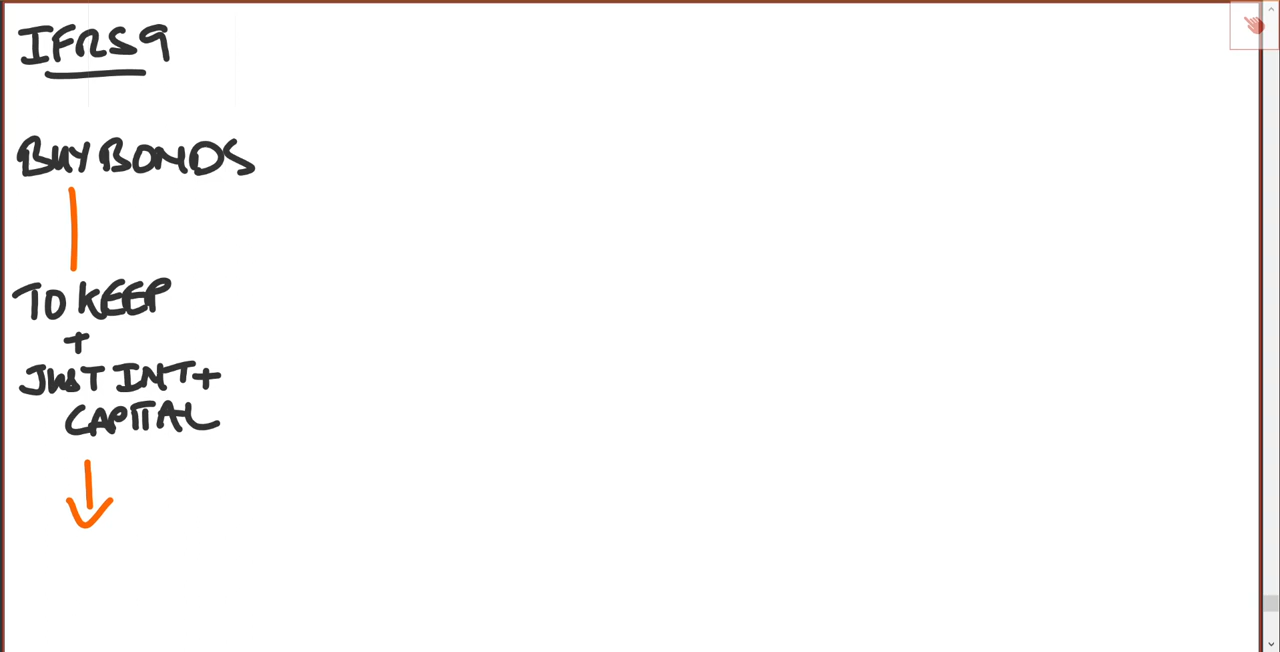 IFRS9
BUY BONDS
TO KEEP
+
JUST INT +
CAPITAL